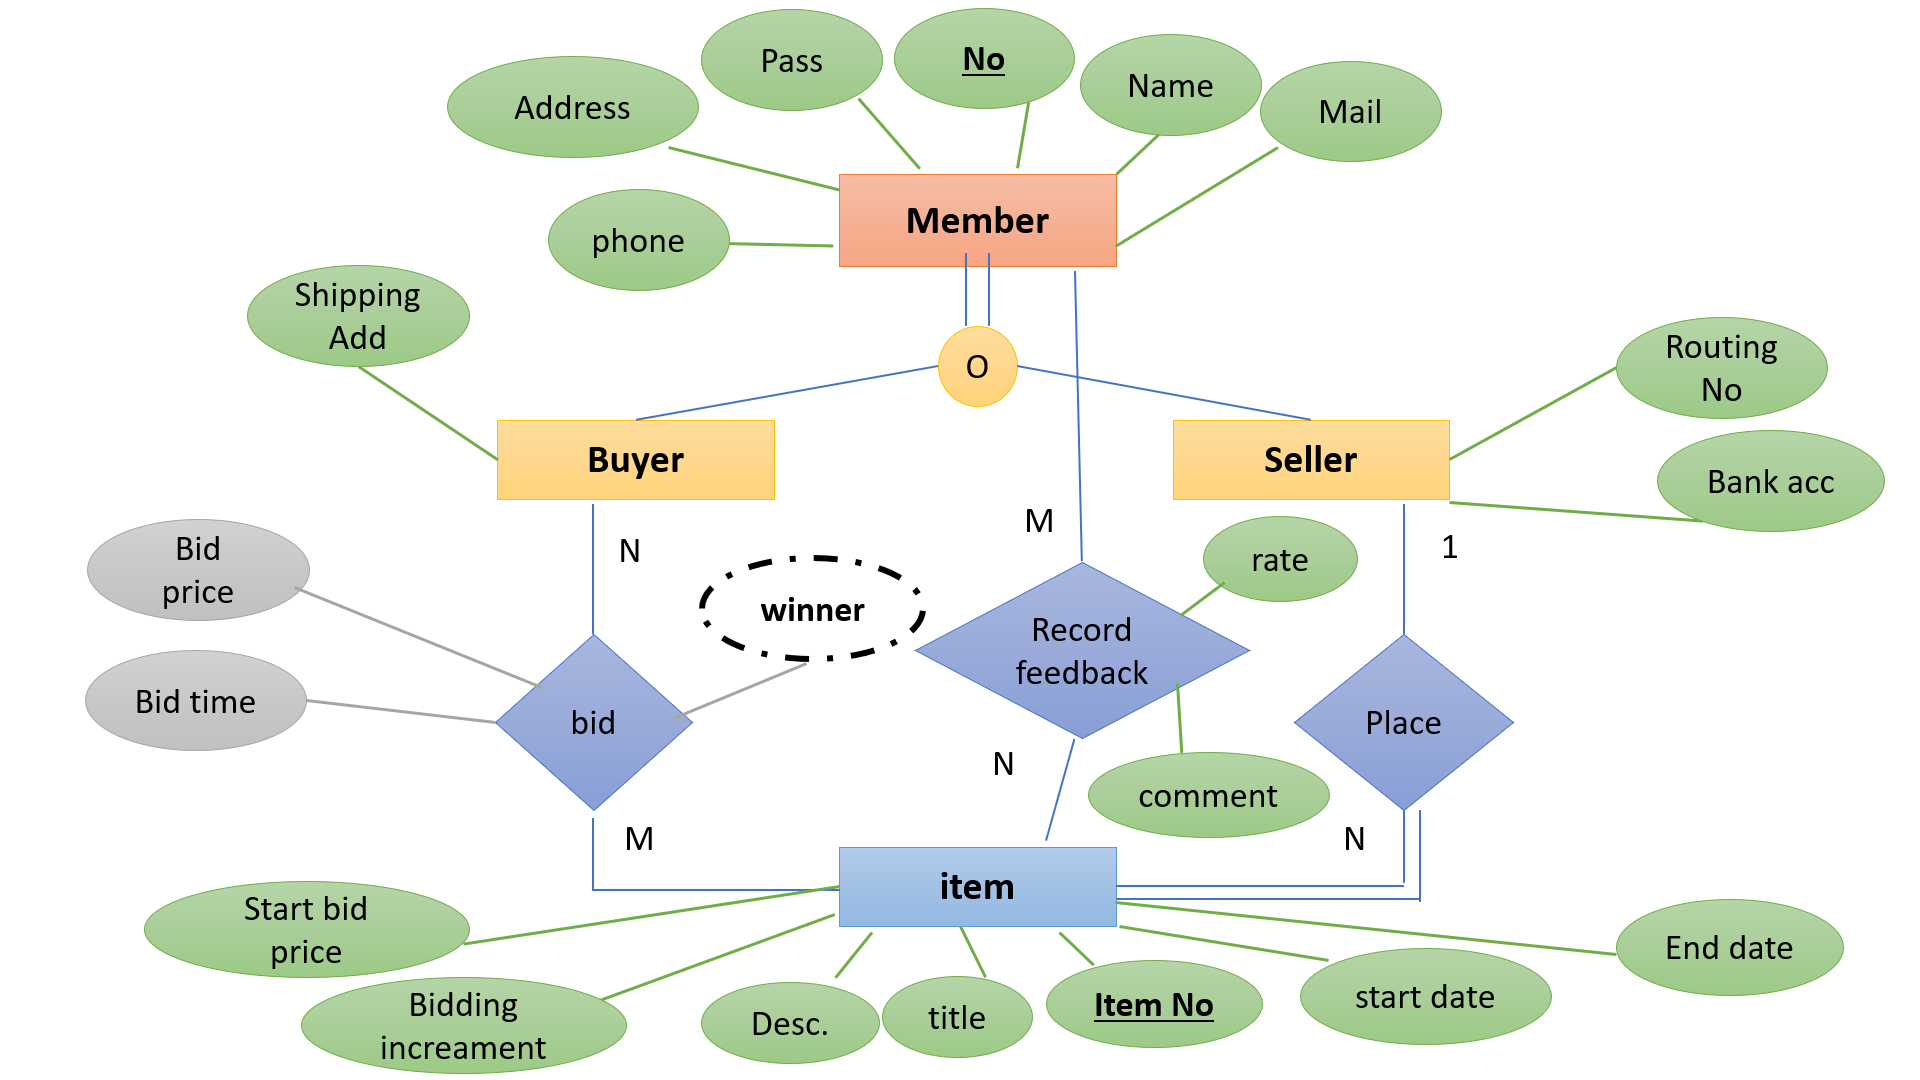 Pass
No
Name
Address
Mail
Member
phone
Shipping
Add
O
Routing
No
Buyer
Seller
Bank acc
M
N
1
Bid
price
rate
winner
Record
feedback
Bid time
bid
Place
N
comment
M
N
item
Start bid
price
End date
Bidding
increament
Desc.
title
Item No
start date